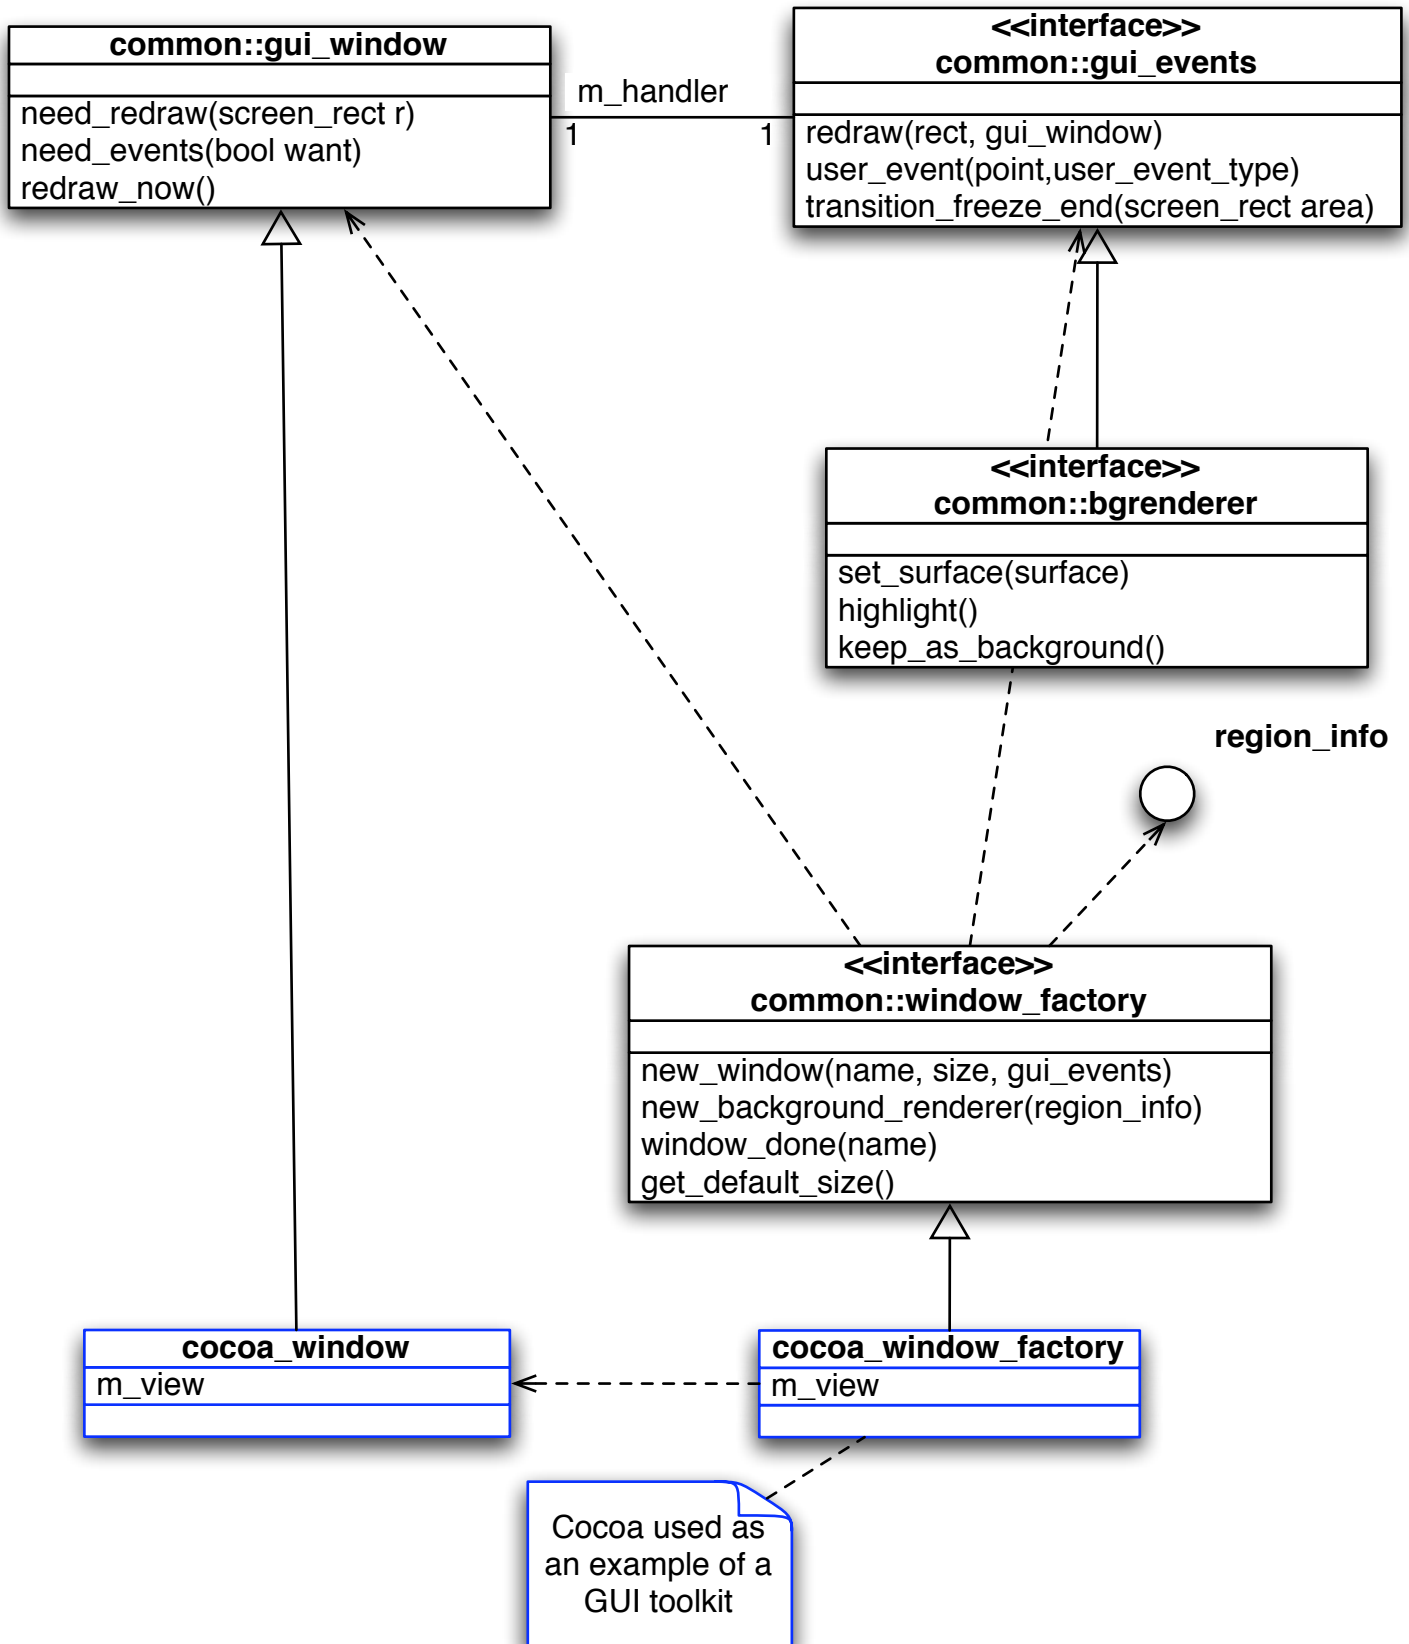 common::gui_window
need_redraw(screen_rect r)
need_events(bool want)
redraw_now()
m_handler
1
1
<<interface>>
common::gui_events
redraw(rect, gui_window)
user_event(point,user_event_type)
transition_freeze_end(screen_rect area)
<<interface>>
common::bgrenderer
set_surface(surface)
highlight()
keep_as_background()
region_info
<<interface>>
common::window_factory
new_window(name, size, gui_events)
new_background_renderer(region_info)
window_done(name)
get_default_size()
cocoa_window
m_view
cocoa_window_factory
m_view
Cocoa used as
an example of a
GUI toolkit